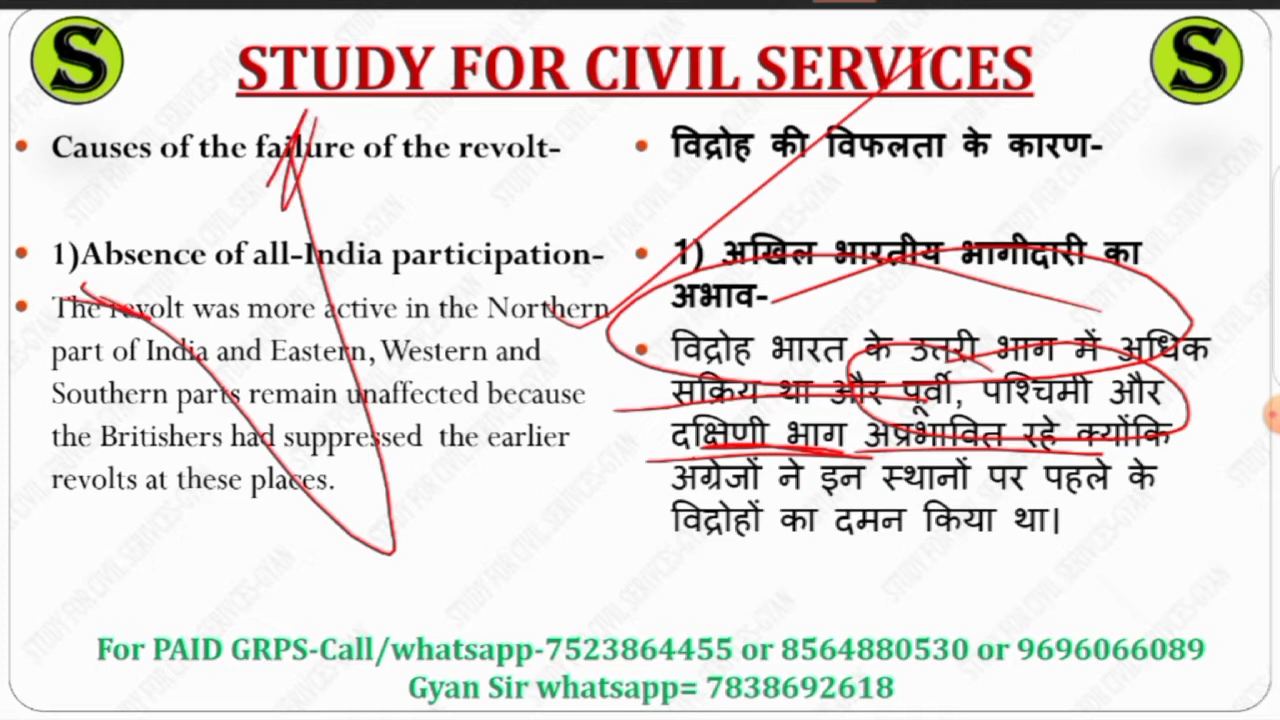 S
STUDY FOR CIVIL SERVICES
S
Causes of the failure of the revolt-
1)Absence of all-India participation-
The revolt was more active in the Northern
part of India and Eastern, Western and
Southern parts remain unaffected because
the Britishers had suppressed the earlier
revolts at these places.
विद्रोह की विफलता के कारण-
1) अखिल भारतीय भागीदारी का
अभाव-
विद्रोह भारत के उत्तरी भाग में अधिक
सक्रिय था और पूर्वी, पश्चिमी और
दक्षिणी भाग अप्रभावित रहे क्योंकि
अंग्रेजों ने इन स्थानों पर पहले के
विद्रोहों का दमन किया था।
For PAID GRPS-Call/whatsapp-7523864455 or 8564880530 or 9696066089
Gyan Sir whatsapp= 7838692618